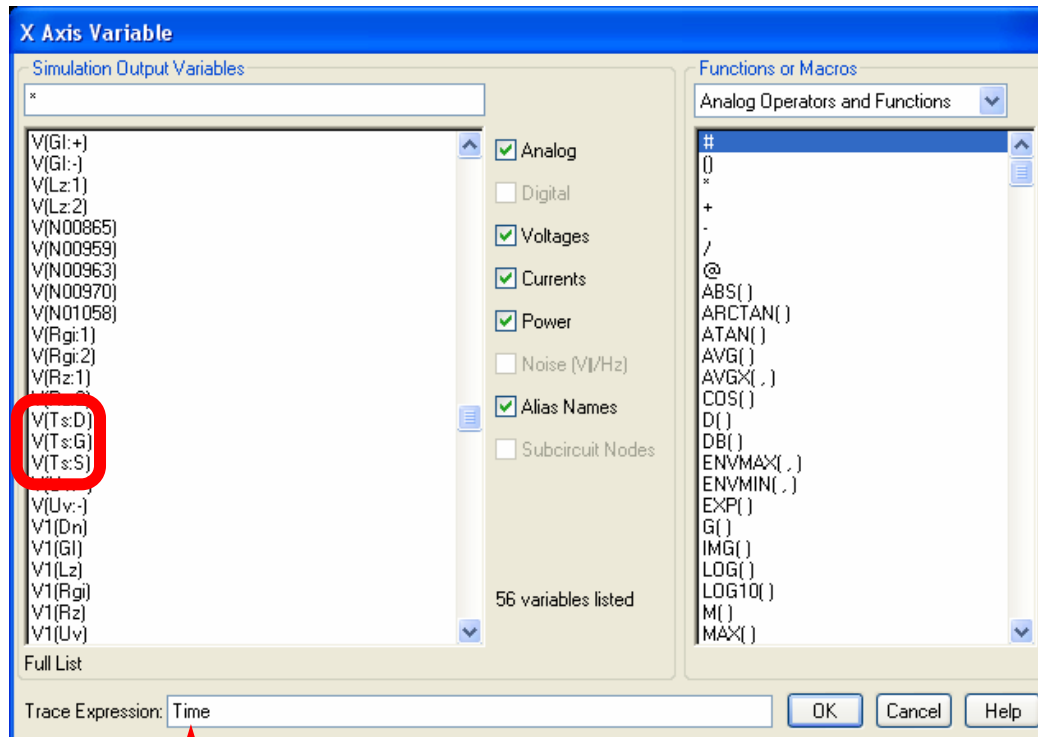 X Axis Variable
Simulation Output Variables
*
V(GI:+)
V(GI:-)
V(Lz:1)
V(Lz:2)
V(N00865)
V(N00959)
V(N00963)
V(N00970)
V(N01058)
V(Rgi:1)
V(Rgi:2)
V(Rz:1)
V(Ts:D)
V(Ts:G)
V(Ts:S)
V(Uv:-)
V1(Dn)
V1(GI)
V1(Lz)
V1(Rgi)
V1(Rz)
V1(Uv)
Full List
Analog
Digital
Voltages
Currents
Power
Noise (V²/Hz)
Alias Names
Subcircuit Nodes
56 variables listed
Functions or Macros
Analog Operators and Functions
#
()
*
+
-
/
@
ABS( )
ARCTAN( )
ATAN( )
AVG( )
AVGX( , )
COS( )
D( )
DB( )
ENVMAX( , )
ENVMIN( , )
EXP( )
G( )
IMG( )
LOG( )
LOG10( )
M( )
MAX( )
Trace Expression: Time
OK
Cancel
Help